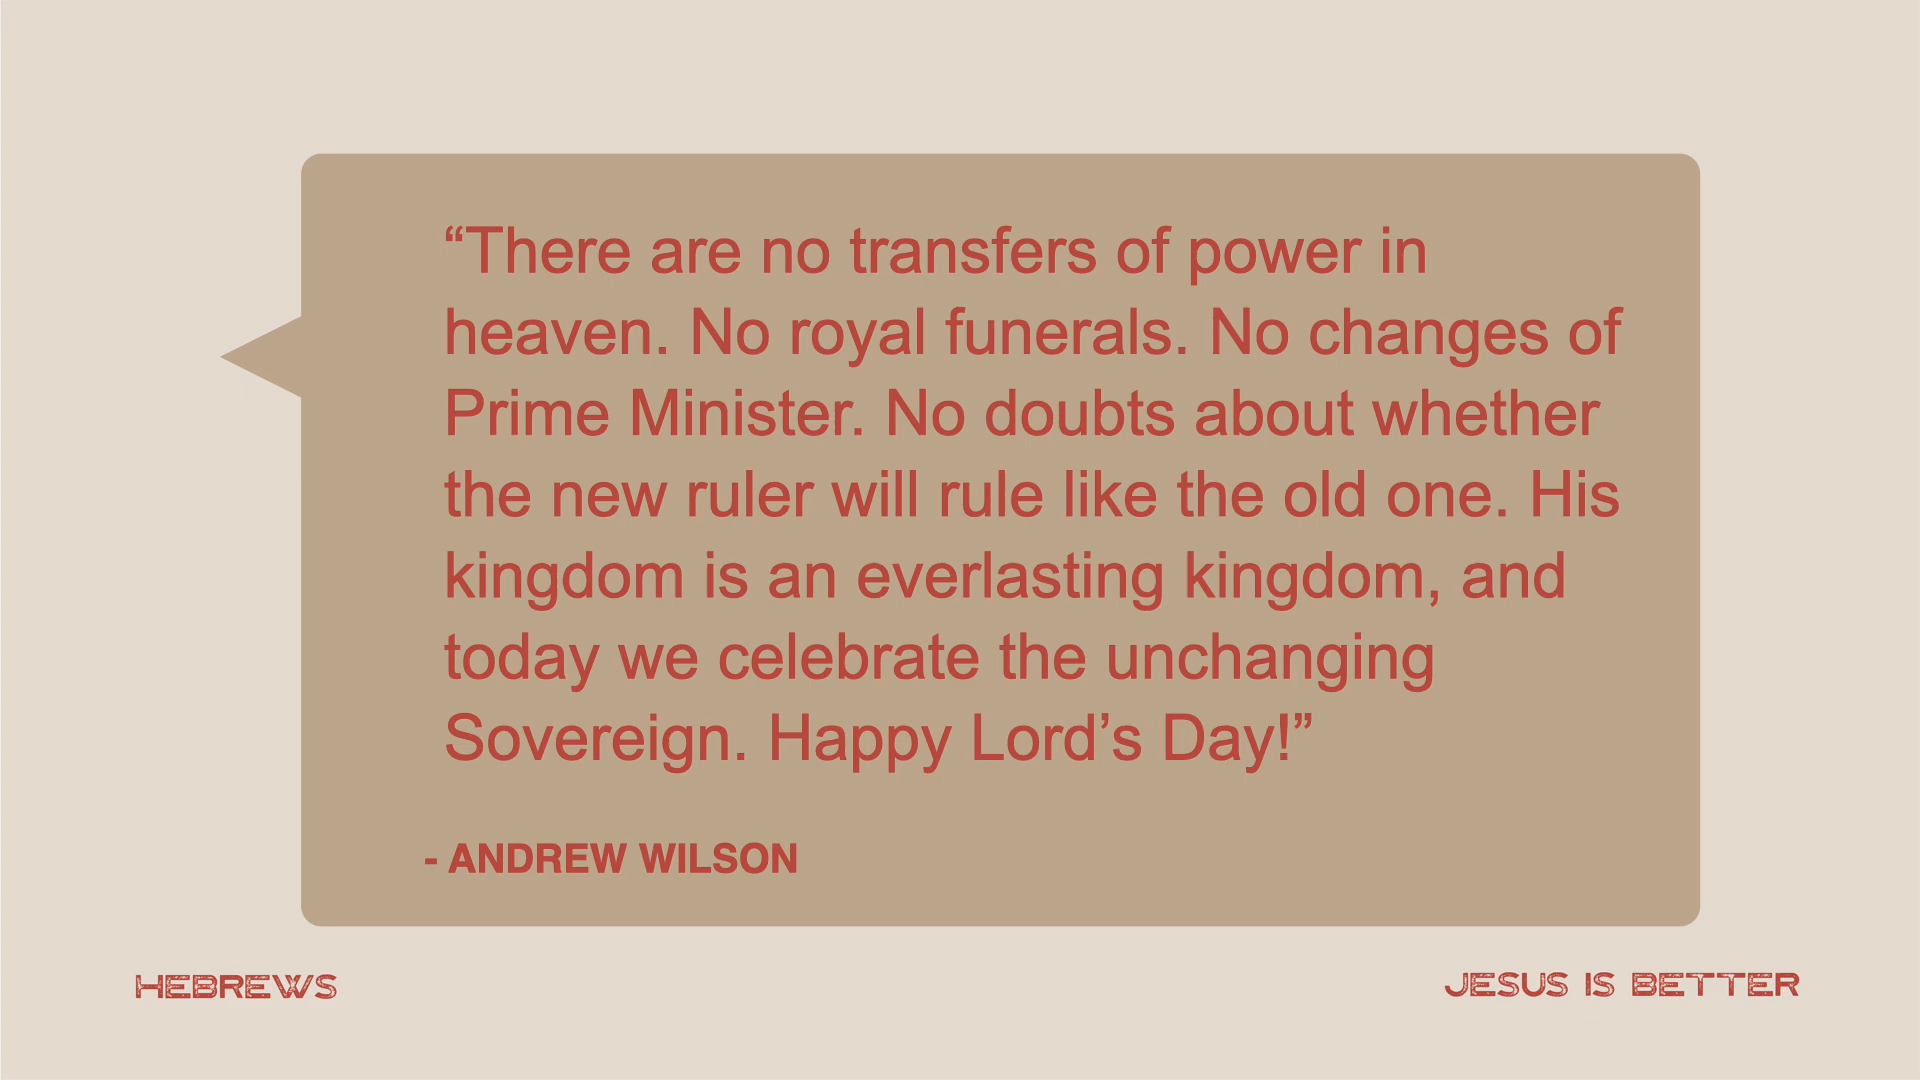 “There are no transfers of power in
heaven. No royal funerals. No changes of
Prime Minister. No doubts about whether
the new ruler will rule like the old one. His
kingdom is an everlasting kingdom, and
today we celebrate the unchanging
Sovereign. Happy Lord’s Day!”
- ANDREW WILSON
HEBREWS
JESUS IS BETTER